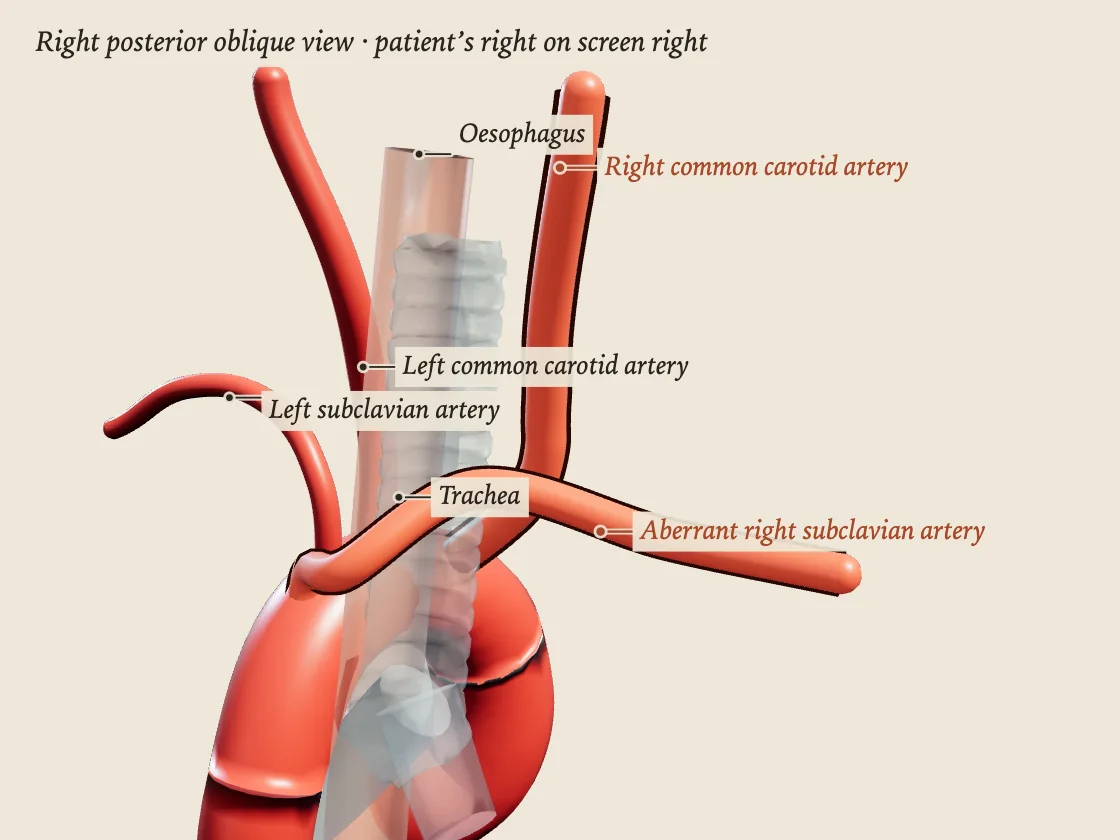 Right posterior oblique view · patient’s right on screen right
Oesophagus
Right common carotid artery
Left common carotid artery
Left subclavian artery
Trachea
Aberrant right subclavian artery